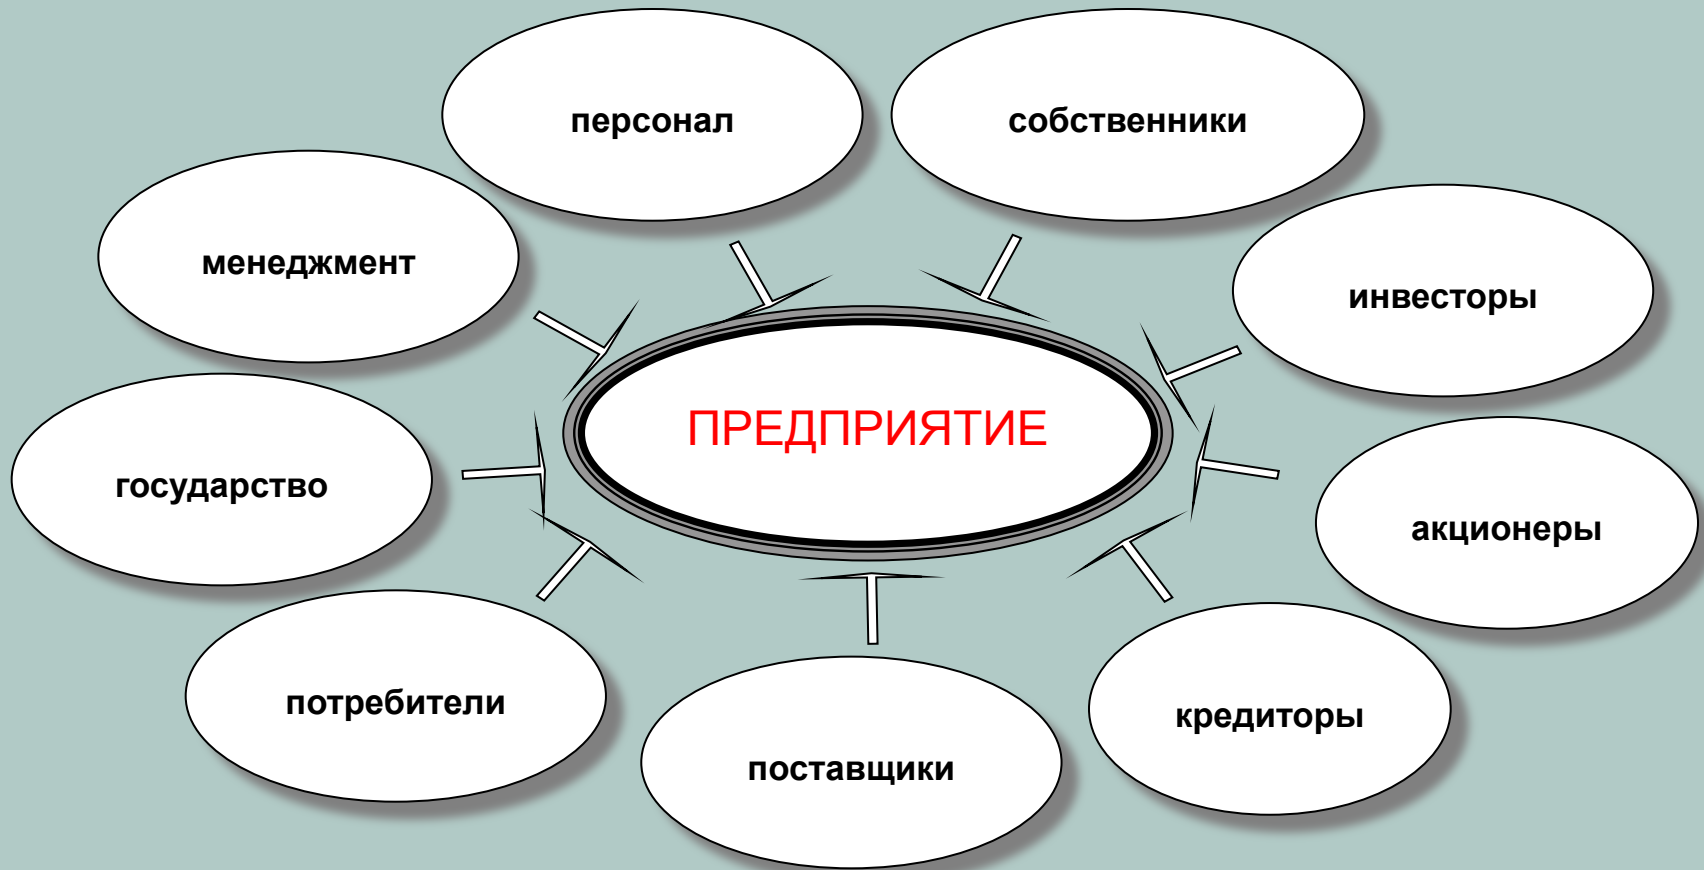 персонал
собственники
менеджмент
инвесторы
ПРЕДПРИЯТИЕ
государство
акционеры
потребители
кредиторы
поставщики